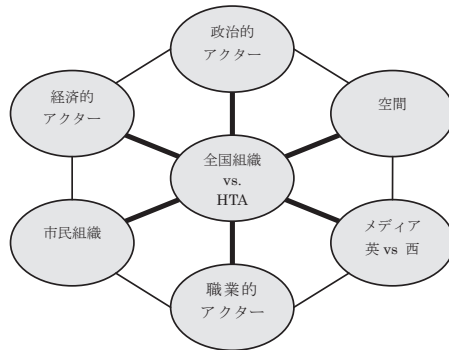 政治的
アクター
経済的
アクター
空間
全国組織
vs.
HTA
市民組織
メディア
英 vs 西
職業的
アクター